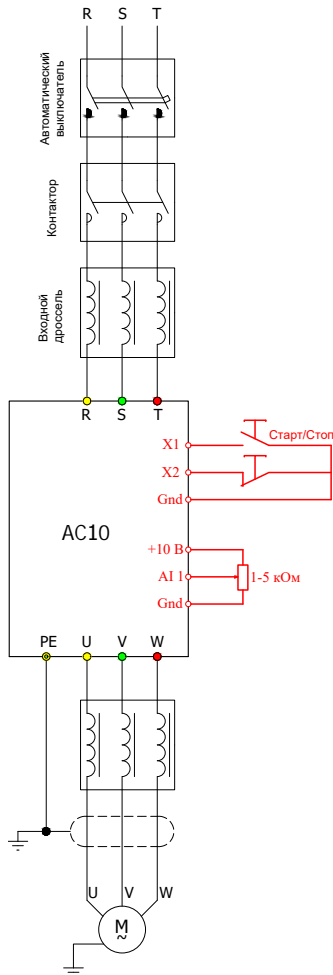 R S T
Автоматический
выключатель
Контактор
Входной
дроссель
R S T
X1
Старт/Стоп
X2
Gnd
AC10
+10 В
AI 1
1-5 кОм
Gnd
PE U V W
U V W
M
~